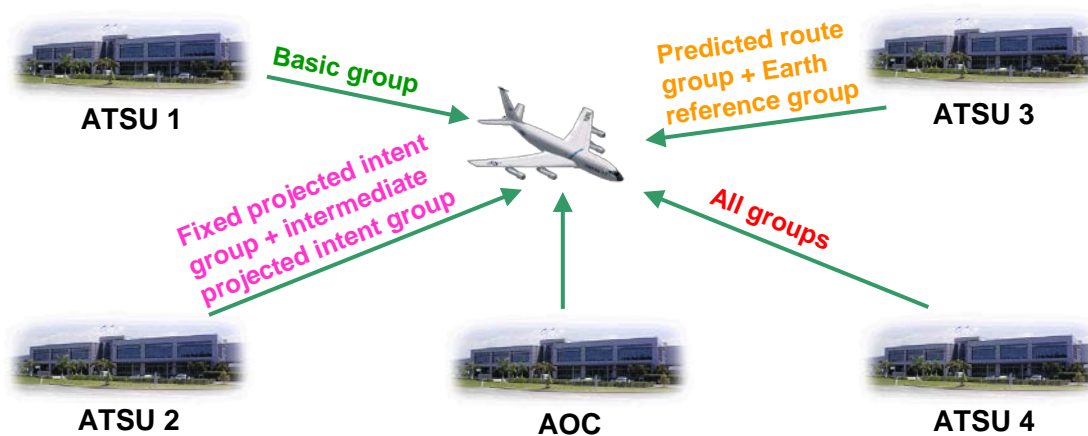 Basic group
Predicted route
group + Earth
reference group
ATSU 1
ATSU 3
Fixed projected intent
group + intermediate
projected intent group
All groups
ATSU 2
AOC
ATSU 4